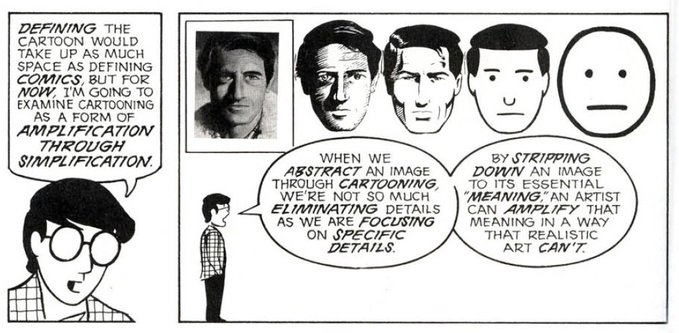 DEFINING THE
CARTOON WOULD
TAKE UP AS MUCH
SPACE AS DEFINING
COMICS, BUT FOR
NOW, I'M GOING TO
EXAMINE CARTOONING
AS A FORM OF
AMPLIFICATION
THROUGH
SIMPLIFICATION.
WHEN WE
ABSTRACT AN IMAGE
THROUGH CARTOONING,
WE'RE NOT SO MUCH
ELIMINATING DETAILS
AS WE ARE FOCUSING
ON SPECIFIC
DETAILS.
BY STRIPPING
DOWN AN IMAGE
TO ITS ESSENTIAL
"MEANING," AN ARTIST
CAN AMPLIFY THAT
MEANING IN A WAY
THAT REALISTIC
ART CAN'T.